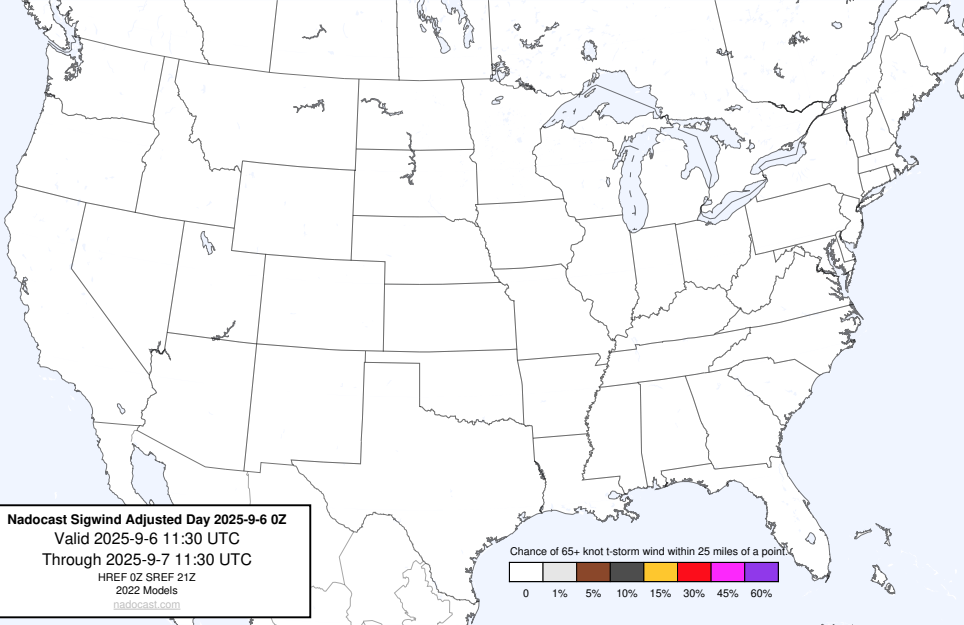 Nadocast Sigwind Adjusted Day 2025-9-6 0Z
Valid 2025-9-6 11:30 UTC
Through 2025-9-7 11:30 UTC
HREF 0Z SREF 21Z
2022 Models
nadocast.com
Chance of 65+ knot t-storm wind within 25 miles of a point.
0 1% 5% 10% 15% 30% 45% 60%